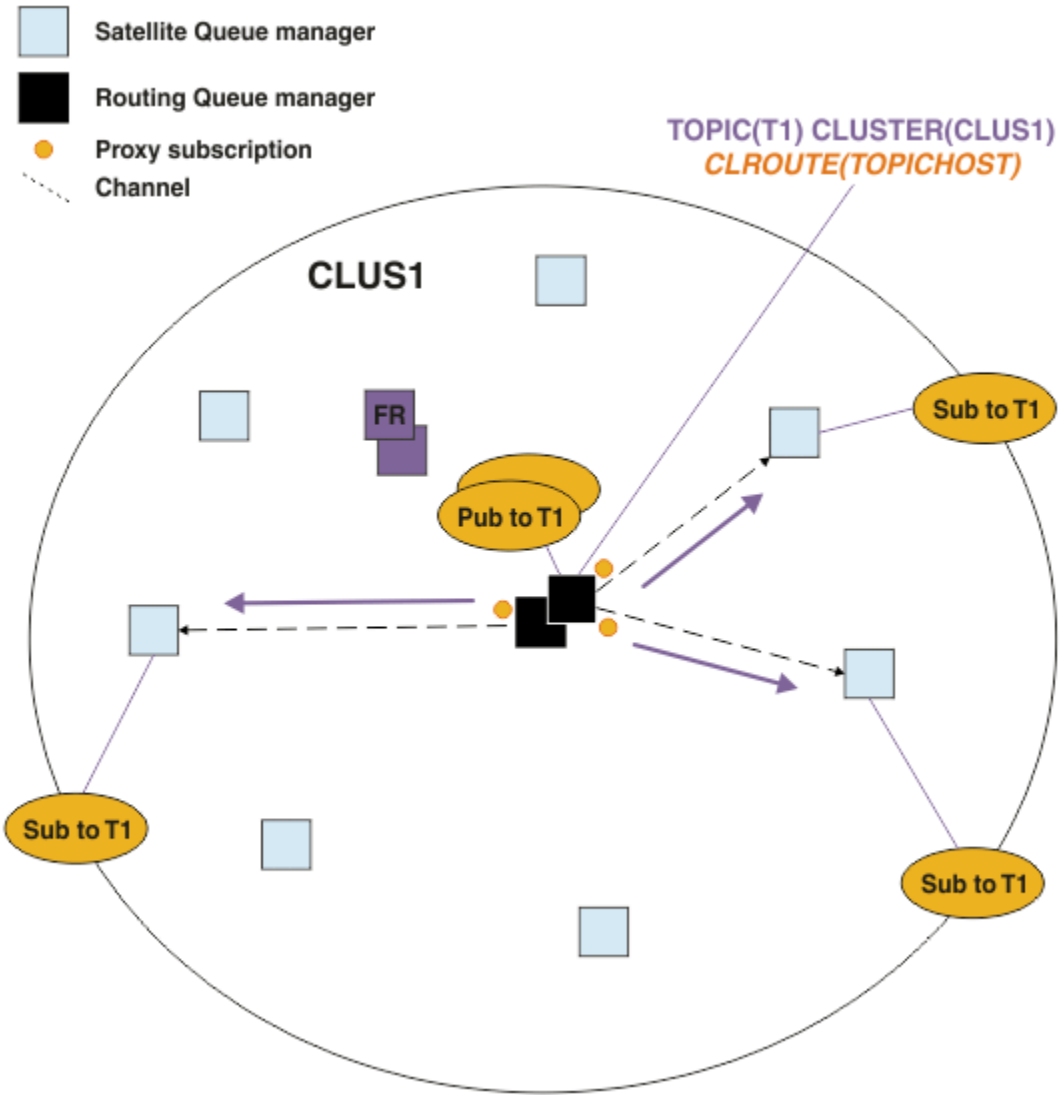 Satellite Queue manager
Routing Queue manager
Proxy subscription
Channel
TOPIC(T1) CLUSTER(CLUS1)
CLROUTE(TOPICHOST)
CLUS1
FR
Sub to T1
Pub to T1
Sub to T1
Sub to T1